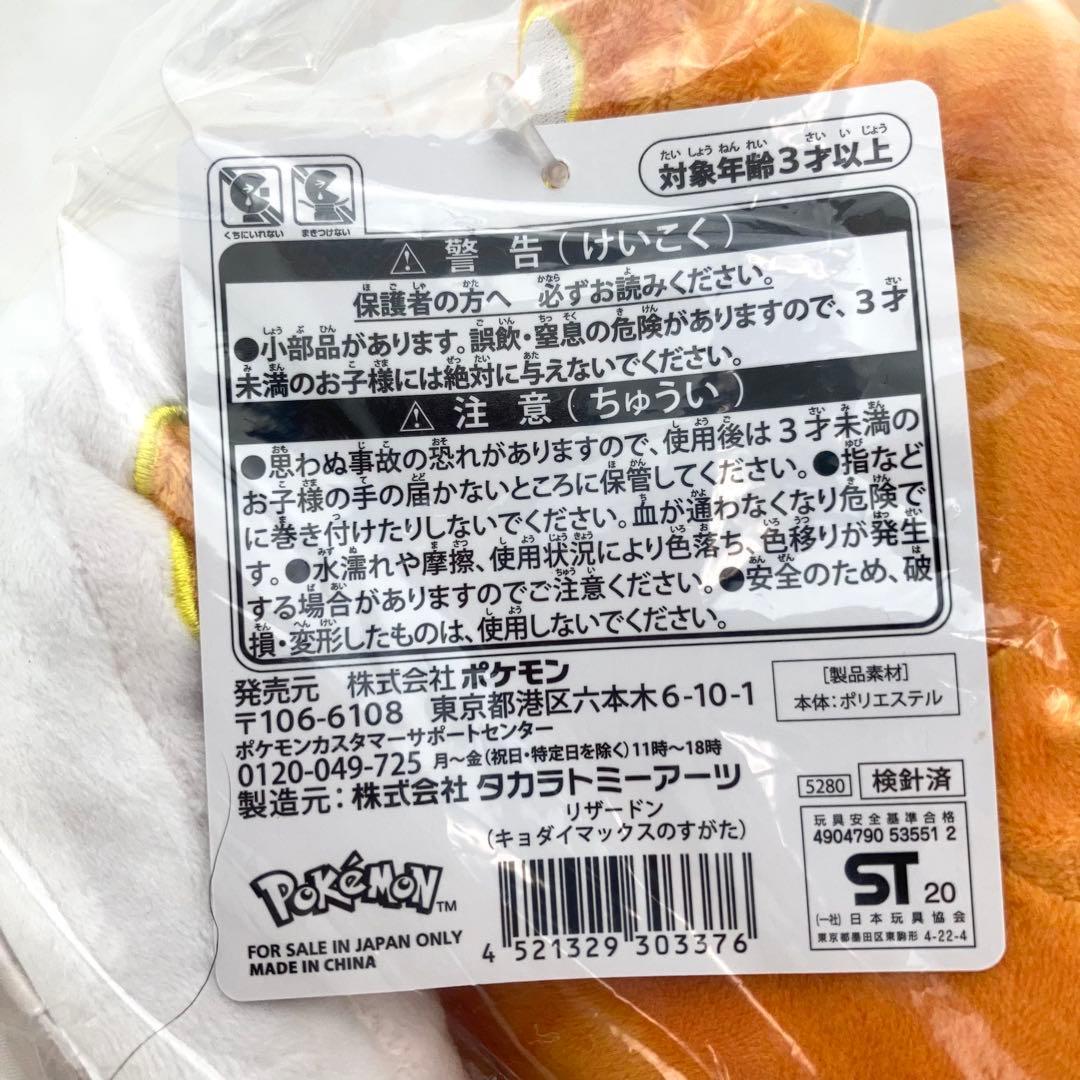 対象年齢3才以上
くちにいれない まきつけない
⚠警告(けいこく)
保護者の方へ 必ずお読みください。
●小部品があります。誤飲・窒息の危険がありますので、3才
未満のお子様には絶対に与えないでください。
⚠注意(ちゅうい)
●思わぬ事故の恐れがありますので、使用後は3才未満の
お子様の手の届かないところに保管してください。●指など
に巻き付けたりしないでください。血が通わなくなり危険で
す。●水濡れや摩擦、使用状況により色落ち、色移りが発生
する場合がありますのでご注意ください。●安全のため、破
損・変形したものは、使用しないでください。
発売元 株式会社ポケモン
〒106-6108 東京都港区六本木6-10-1
ポケモンカスタマーサポートセンター
0120-049-725 月〜金(祝日・特定日を除く)11時〜18時
製造元:株式会社タカラトミーアーツ
リザードン
(キョダイマックスのすがた)
[製品素材]
本体:ポリエステル
5280 検針済
玩具安全基準合格
4904790 53551 2
ST 20
(一社)日本玩具協会
東京都墨田区東駒形 4-22-4
POKéMON™
FOR SALE IN JAPAN ONLY
MADE IN CHINA
4 521329 303376